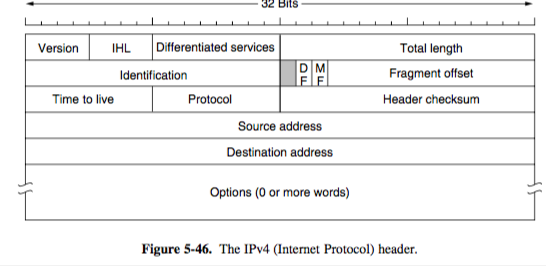 32 Bits
Version IHL Differentiated services Total length
Identification D F M F Fragment offset
Time to live Protocol Header checksum
Source address
Destination address
Options (0 or more words)
Figure 5-46. The IPv4 (Internet Protocol) header.